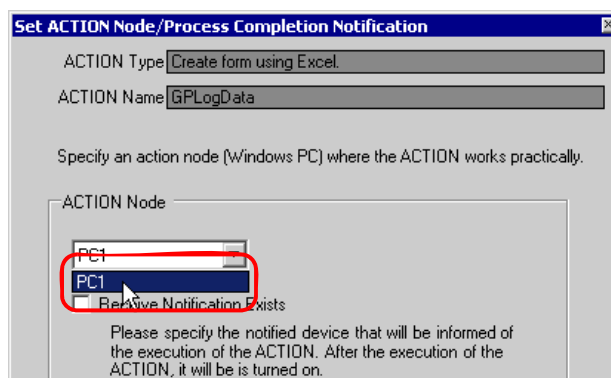 Set ACTION Node/Process Completion Notification
ACTION Type Create form using Excel.
ACTION Name GPLogData
Specify an action node (Windows PC) where the ACTION works practically.
ACTION Node
PC1
PC1
Receive Notification Exists
Please specify the notified device that will be informed of
the execution of the ACTION. After the execution of the
ACTION, it will be is turned on.